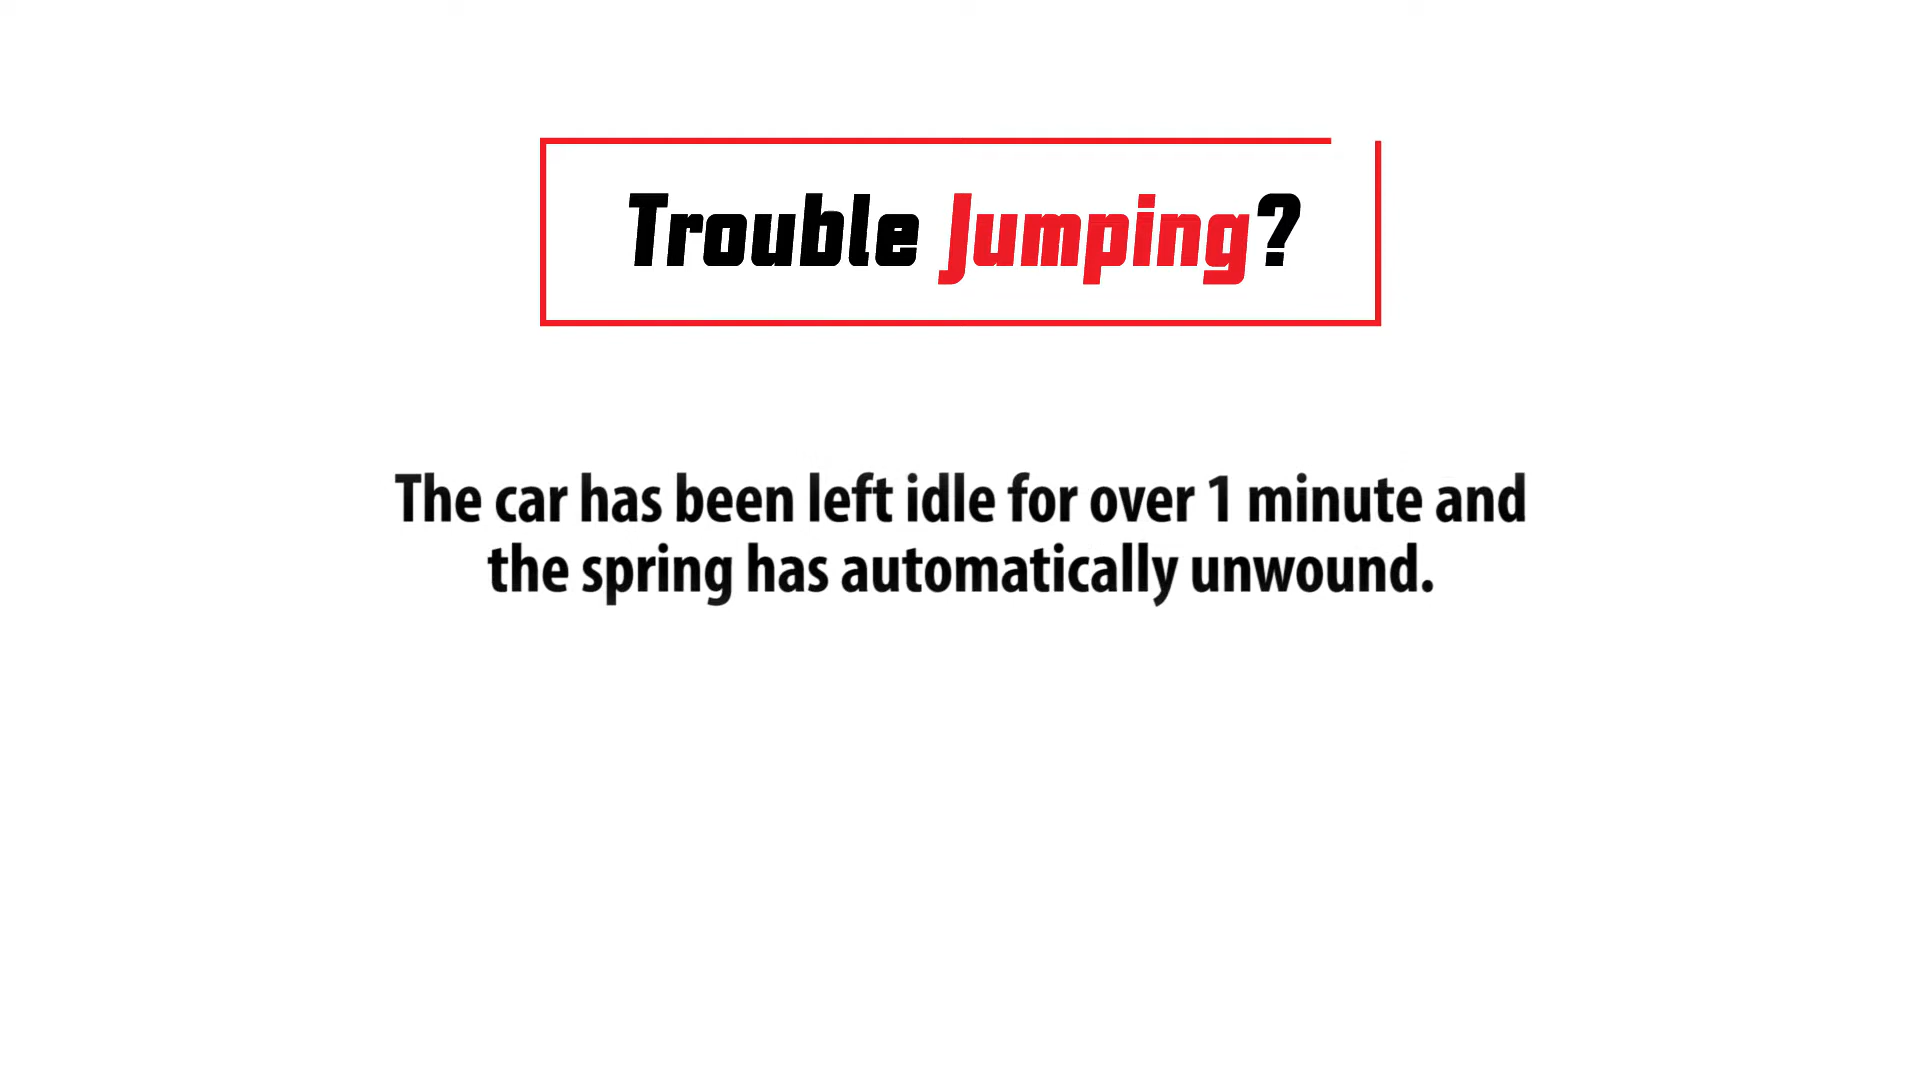 Trouble Jumping?
The car has been left idle for over 1 minute and
the spring has automatically unwound.